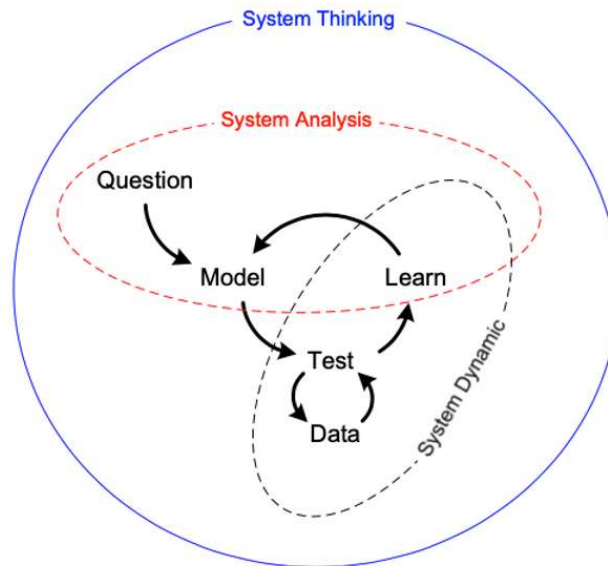 System Thinking
System Analysis
Question
Model
Learn
Test
System Dynamic
Data